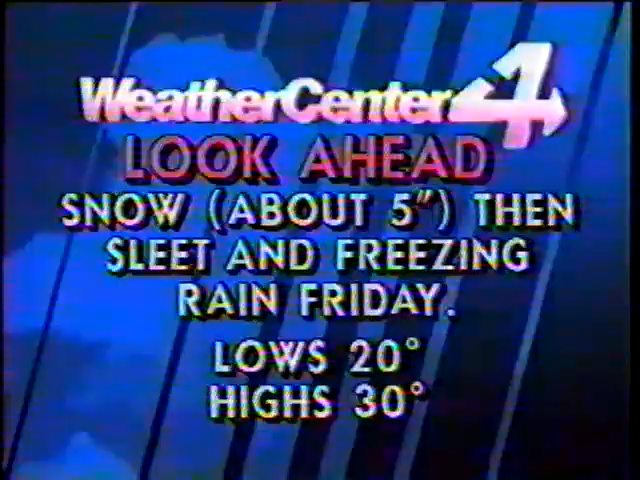 WeatherCenter 4
LOOK AHEAD
SNOW (ABOUT 5") THEN
SLEET AND FREEZING
RAIN FRIDAY.
LOWS 20°
HIGHS 30°